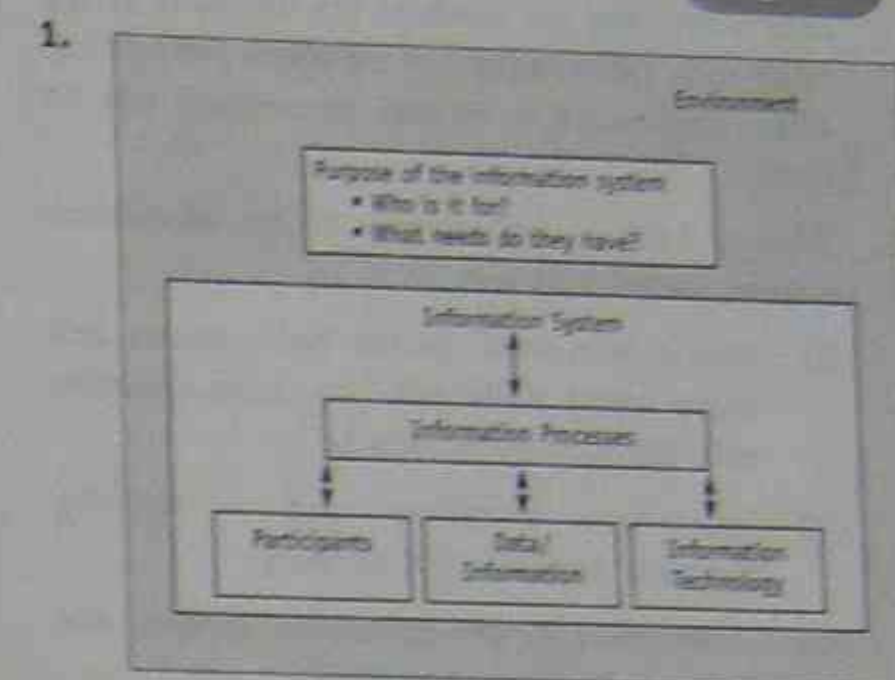 1.
Environment
Purpose of the information system
• Who is it for?
• What needs do they have?
Information System
Information Processes
Participants
Data/
Information
Information
Technology